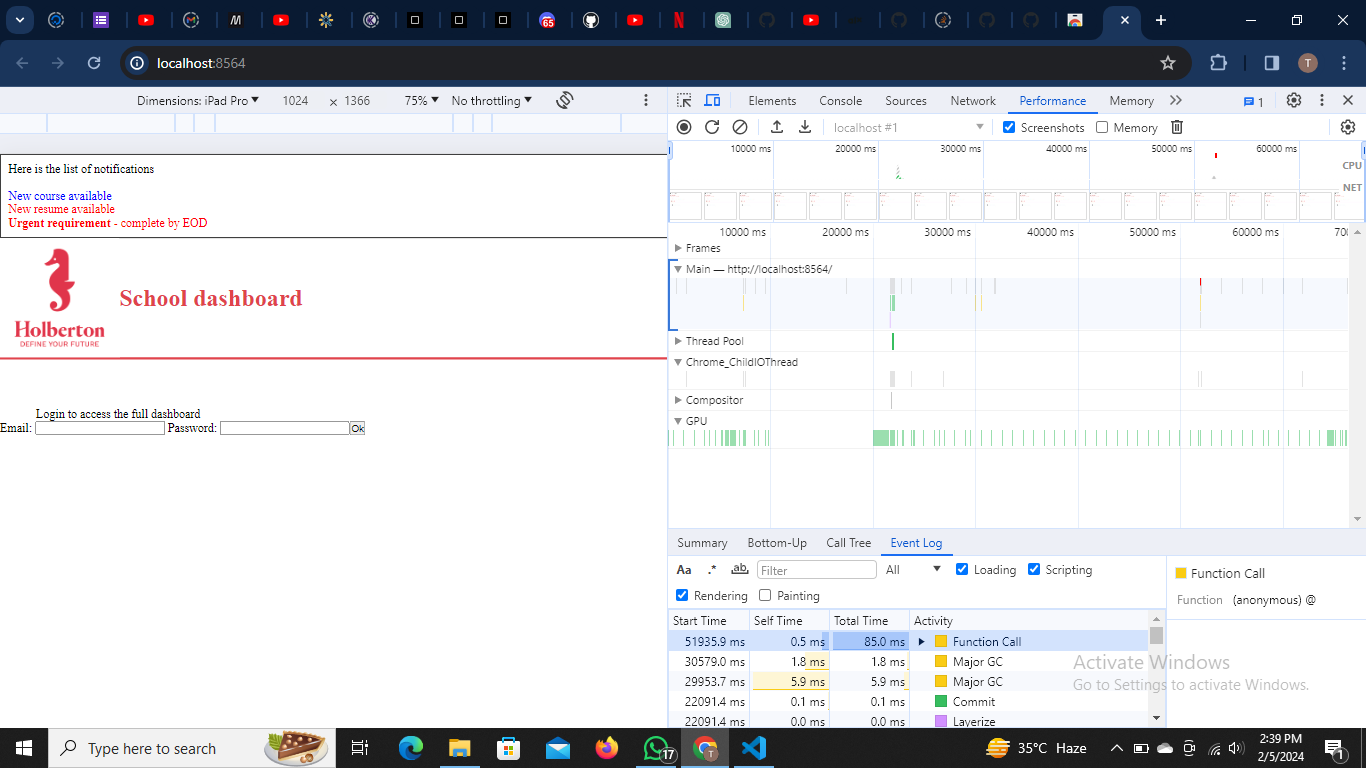 65
localhost:8564
T
Dimensions: iPad Pro
1024
×
1366
75%
No throttling
Here is the list of notifications
New course available
New resume available
Urgent requirement - complete by EOD
Holberton
DEFINE YOUR FUTURE
School dashboard
Login to access the full dashboard
Email:
Password:
Ok
Elements
Console
Sources
Network
Performance
Memory
1
localhost #1
Screenshots
Memory
10000 ms
20000 ms
30000 ms
40000 ms
50000 ms
60000 ms
CPU
NET
10000 ms
20000 ms
30000 ms
40000 ms
50000 ms
60000 ms
Frames
Main — http://localhost:8564/
Thread Pool
Chrome_ChildIOThread
Compositor
GPU
Summary
Bottom-Up
Call Tree
Event Log
Aa
.*
ab
Filter
All
Loading
Scripting
Rendering
Painting
Start Time Self Time Total Time Activity
51935.9 ms 0.5 ms 85.0 ms Function Call
30579.0 ms 1.8 ms 1.8 ms Major GC
29953.7 ms 5.9 ms 5.9 ms Major GC
22091.4 ms 0.1 ms 0.1 ms Commit
22091.4 ms 0.0 ms 0.0 ms Layerize
Function Call
Function (anonymous) @
Activate Windows
Go to Settings to activate Windows.
Type here to search
17
T
35°C Haze
2:39 PM
2/5/2024
1